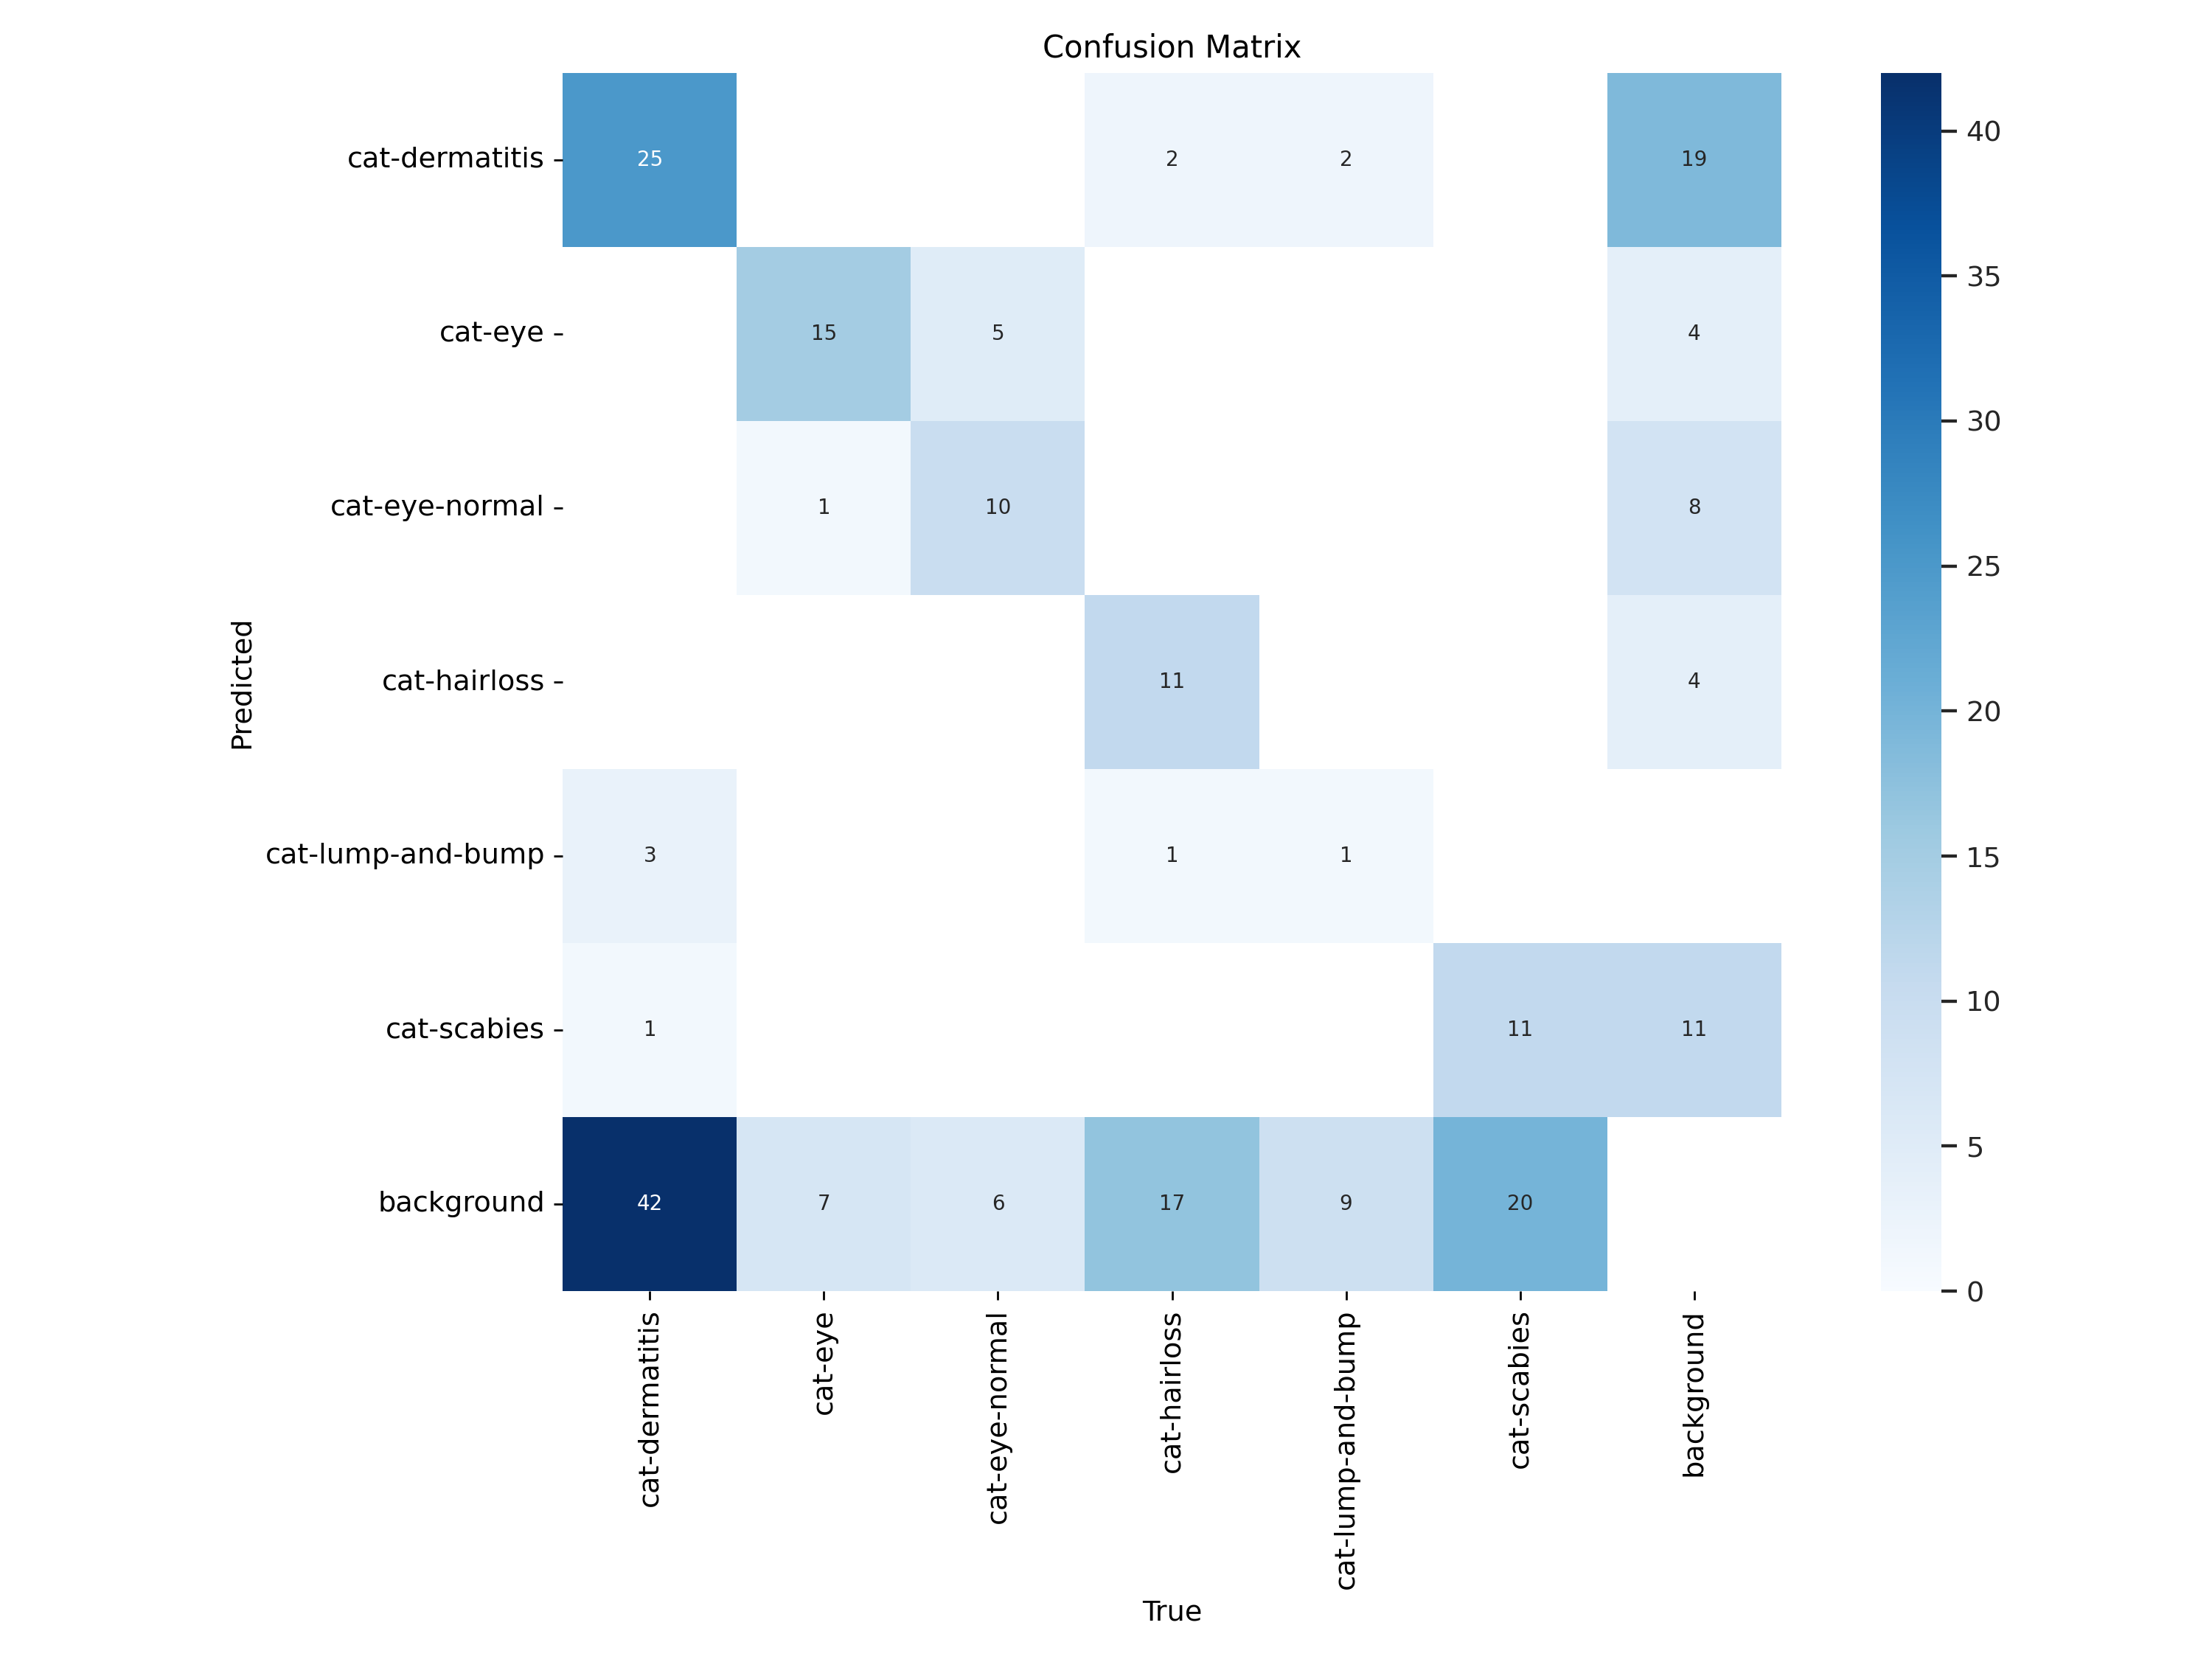 Confusion Matrix
cat-dermatitis 25 2 2 19
cat-eye 15 5 4
cat-eye-normal 1 10 8
cat-hairloss 11 4
cat-lump-and-bump 3 1 1
cat-scabies 1 11 11
background 42 7 6 17 9 20
Predicted
cat-dermatitis
cat-eye
cat-eye-normal
cat-hairloss
cat-lump-and-bump
cat-scabies
background
True
40
35
30
25
20
15
10
5
0